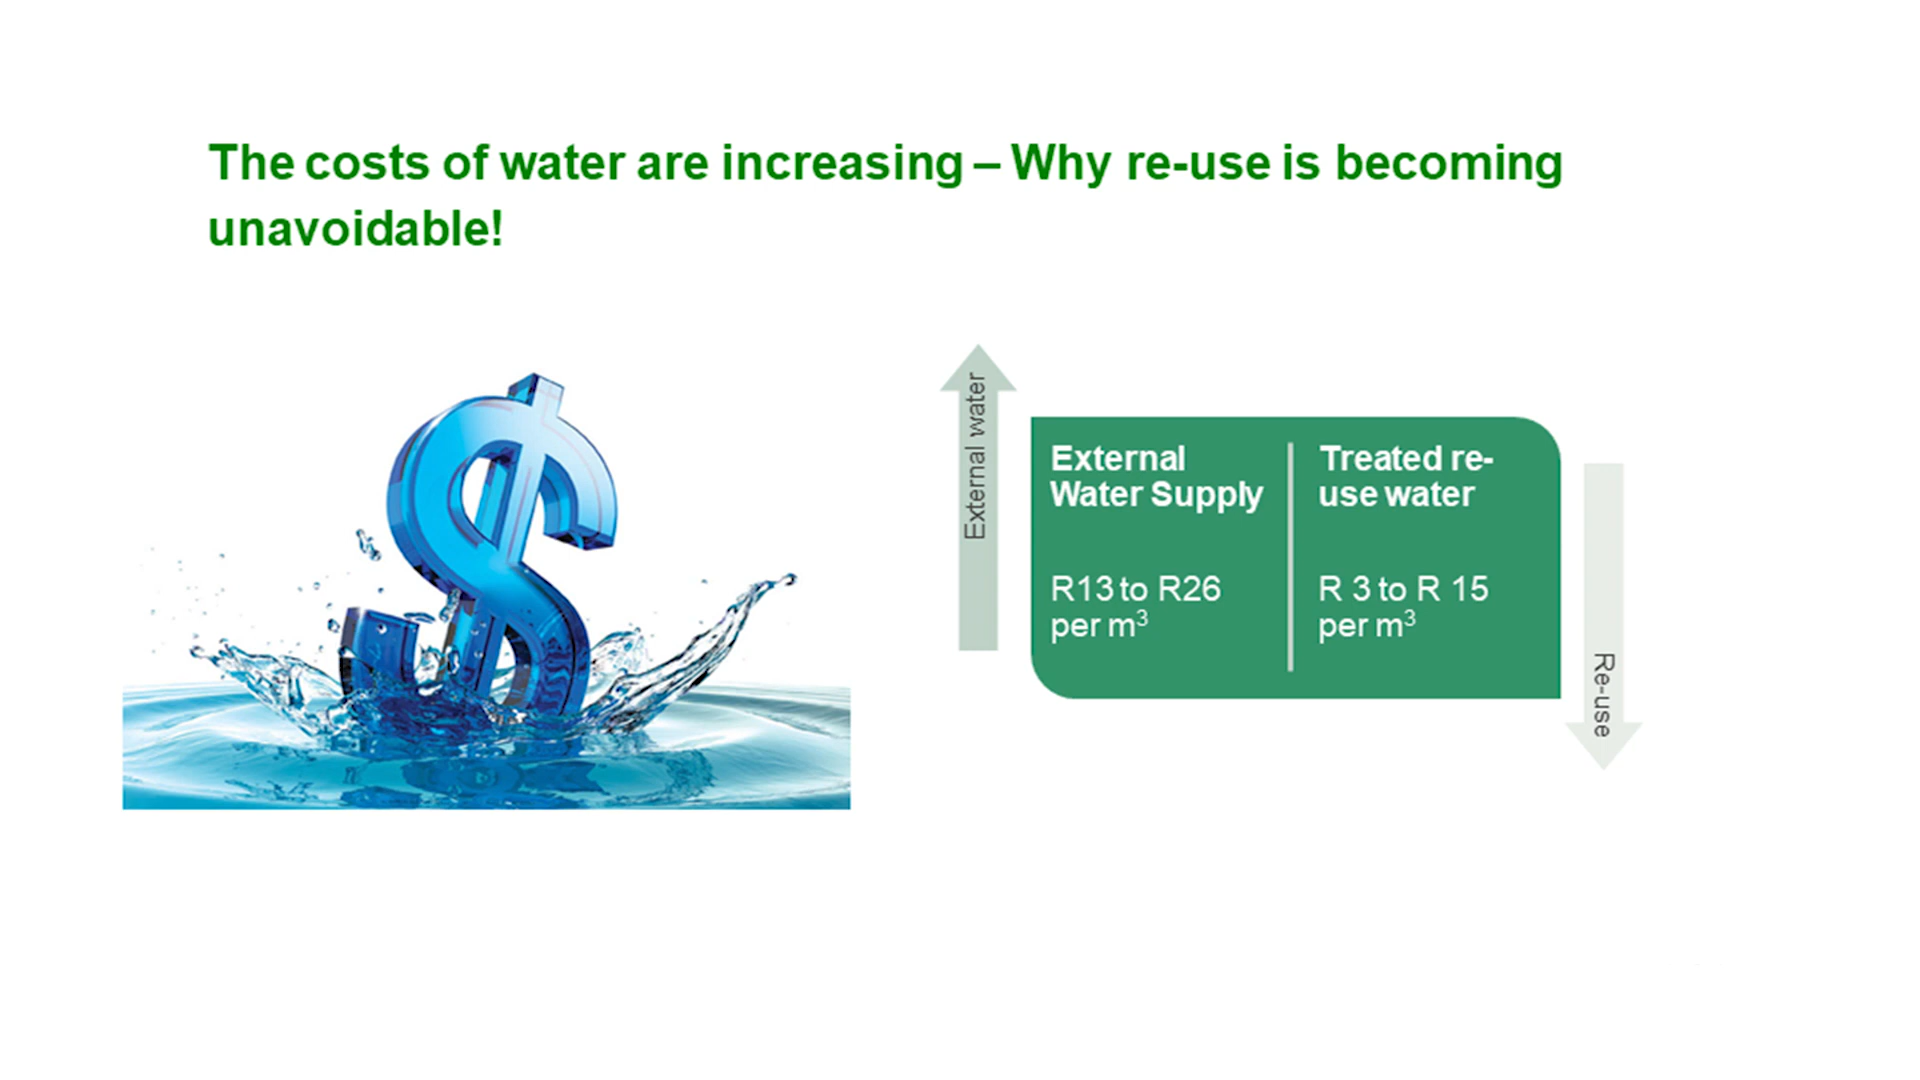 The costs of water are increasing – Why re-use is becoming
unavoidable!
External water
External
Water Supply
R13 to R26
per m³
Treated re-
use water
R 3 to R 15
per m³
Re-use